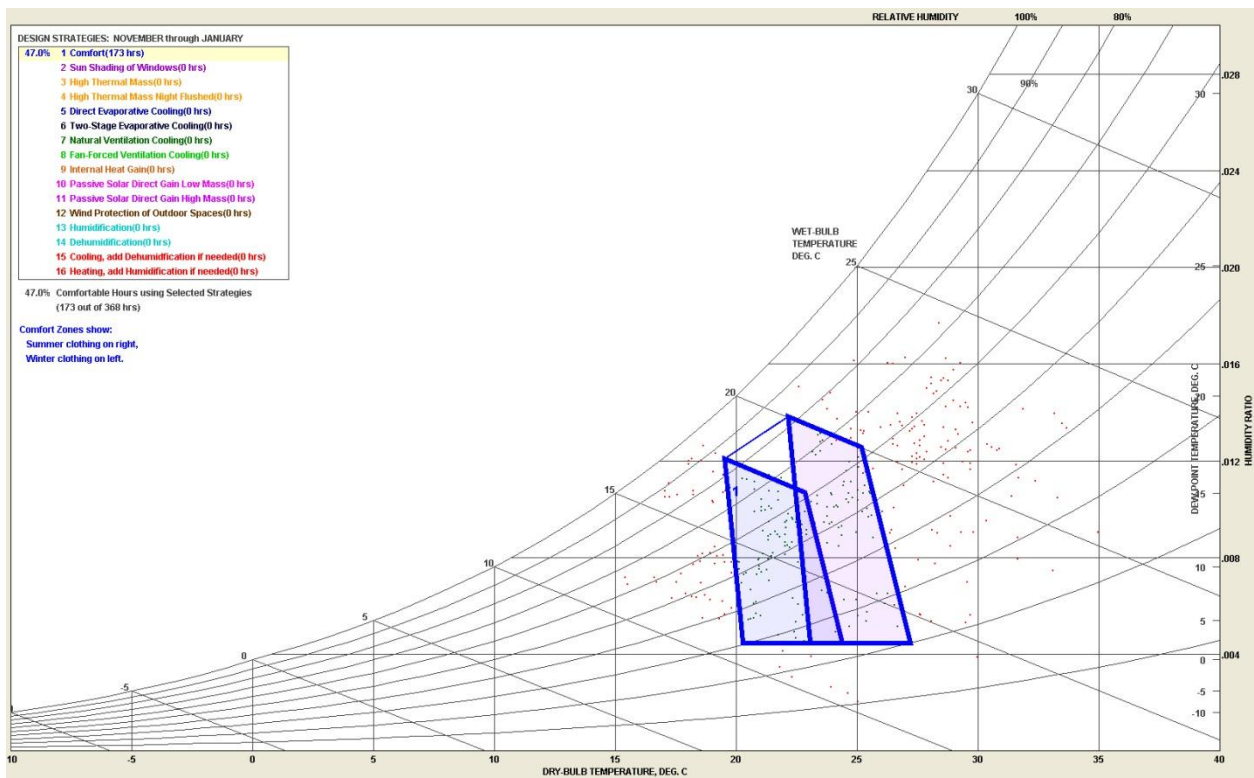 RELATIVE HUMIDITY 100% 80%
DESIGN STRATEGIES: NOVEMBER through JANUARY
47.0% 1 Comfort(173 hrs)
2 Sun Shading of Windows(0 hrs)
3 High Thermal Mass(0 hrs)
4 High Thermal Mass Night Flushed(0 hrs)
5 Direct Evaporative Cooling(0 hrs)
6 Two-Stage Evaporative Cooling(0 hrs)
7 Natural Ventilation Cooling(0 hrs)
8 Fan-Forced Ventilation Cooling(0 hrs)
9 Internal Heat Gain(0 hrs)
10 Passive Solar Direct Gain Low Mass(0 hrs)
11 Passive Solar Direct Gain High Mass(0 hrs)
12 Wind Protection of Outdoor Spaces(0 hrs)
13 Humidification(0 hrs)
14 Dehumidification(0 hrs)
15 Cooling, add Dehumidfication if needed(0 hrs)
16 Heating, add Humidification if needed(0 hrs)
47.0% Comfortable Hours using Selected Strategies
(173 out of 368 hrs)
Comfort Zones show:
Summer clothing on right,
Winter clothing on left.
90%
WET-BULB
TEMPERATURE
DEG. C
30
25
20
15
10
5
0
-5
1
.028
.024
.020
.016
.012
.008
.004
30
25
20
15
10
5
0
-5
-10
DEW POINT TEMPERATURE, DEG. C
HUMIDITY RATIO
10 -5 0 5 10 15 20 25 30 35 40
DRY-BULB TEMPERATURE, DEG. C